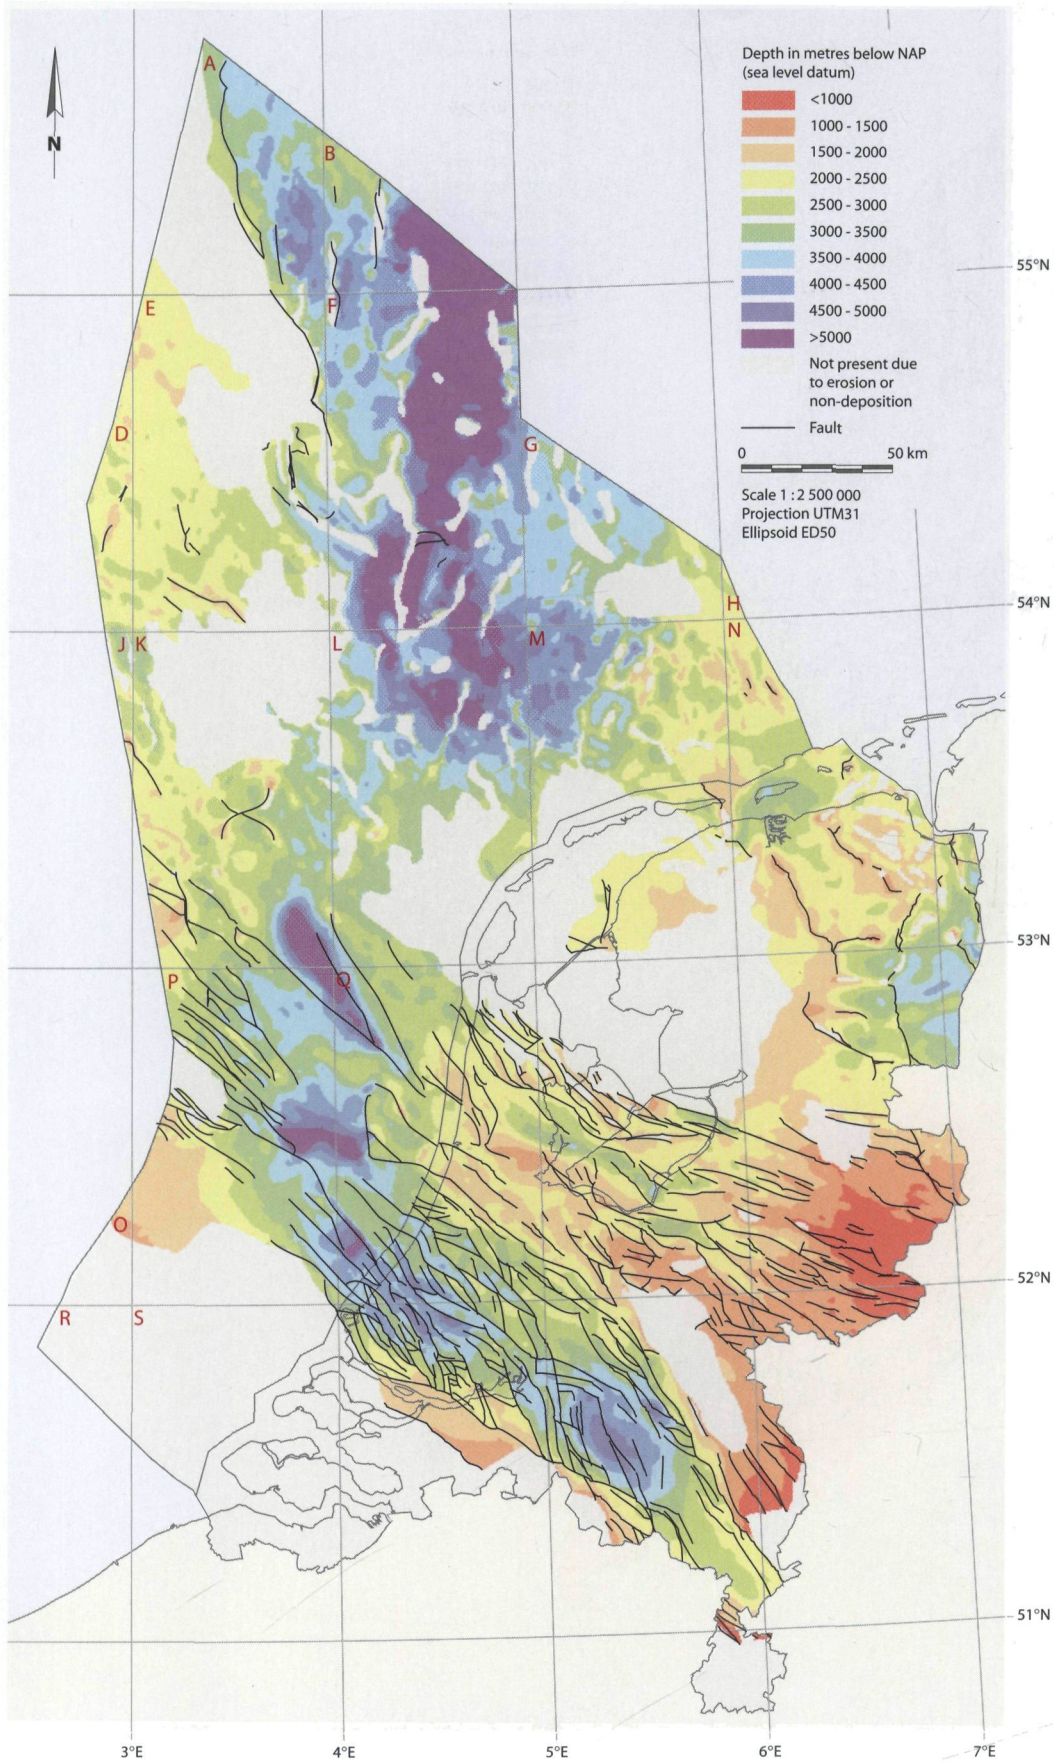 Depth in metres below NAP
(sea level datum)
<1000
1000 - 1500
1500 - 2000
2000 - 2500
2500 - 3000
3000 - 3500
3500 - 4000
4000 - 4500
4500 - 5000
>5000
Not present due
to erosion or
non-deposition
Fault
0 50 km
Scale 1 : 2 500 000
Projection UTM31
Ellipsoid ED50
N
A
B
55°N
E
F
D
G
54°N
H
J K
L
M
N
53°N
P
Q
O
52°N
R
S
51°N
3°E
4°E
5°E
6°E
7°E